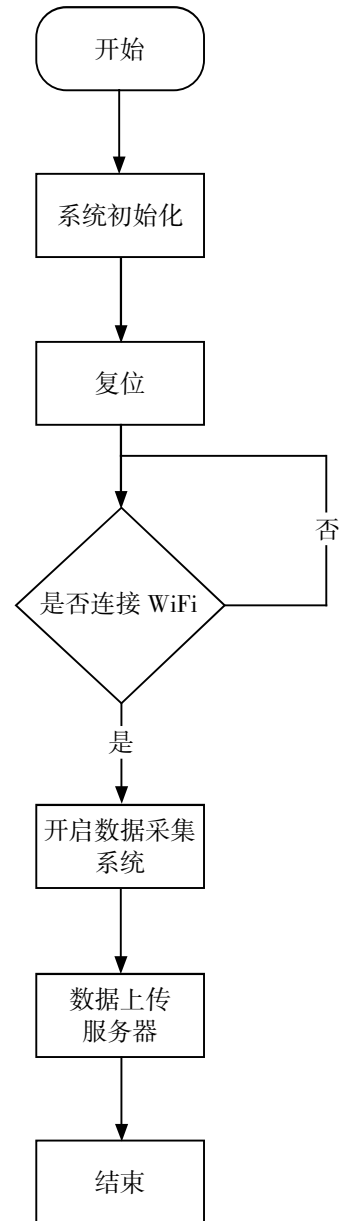 开始
系统初始化
复位
否
是否连接 WiFi
是
开启数据采集
系统
数据上传
服务器
结束